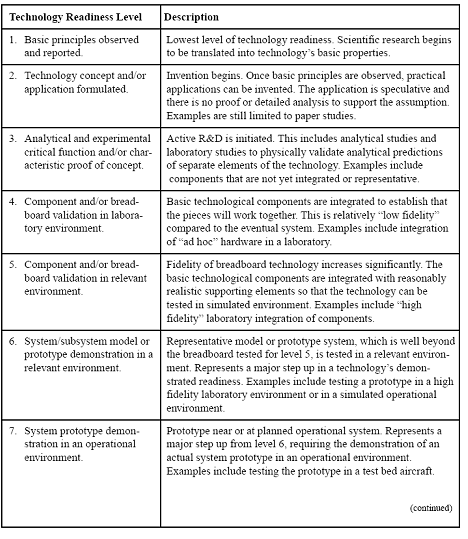 Technology Readiness Level
Description
1. Basic principles observed
and reported.
Lowest level of technology readiness. Scientific research begins
to be translated into technology’s basic properties.
2. Technology concept and/or
application formulated.
Invention begins. Once basic principles are observed, practical
applications can be invented. The application is speculative and
there is no proof or detailed analysis to support the assumption.
Examples are still limited to paper studies.
3. Analytical and experimental
critical function and/or char-
acteristic proof of concept.
Active R&D is initiated. This includes analytical studies and
laboratory studies to physically validate analytical predictions
of separate elements of the technology. Examples include
components that are not yet integrated or representative.
4. Component and/or bread-
board validation in labora-
tory environment.
Basic technological components are integrated to establish that
the pieces will work together. This is relatively “low fidelity”
compared to the eventual system. Examples include integration
of “ad hoc” hardware in a laboratory.
5. Component and/or bread-
board validation in relevant
environment.
Fidelity of breadboard technology increases significantly. The
basic technological components are integrated with reasonably
realistic supporting elements so that the technology can be
tested in simulated environment. Examples include “high
fidelity” laboratory integration of components.
6. System/subsystem model or
prototype demonstration in a
relevant environment.
Representative model or prototype system, which is well beyond
the breadboard tested for level 5, is tested in a relevant environ-
ment. Represents a major step up in a technology’s demon-
strated readiness. Examples include testing a prototype in a high
fidelity laboratory environment or in a simulated operational
environment.
7. System prototype demon-
stration in an operational
environment.
Prototype near or at planned operational system. Represents a
major step up from level 6, requiring the demonstration of an
actual system prototype in an operational environment.
Examples include testing the prototype in a test bed aircraft.
(continued)